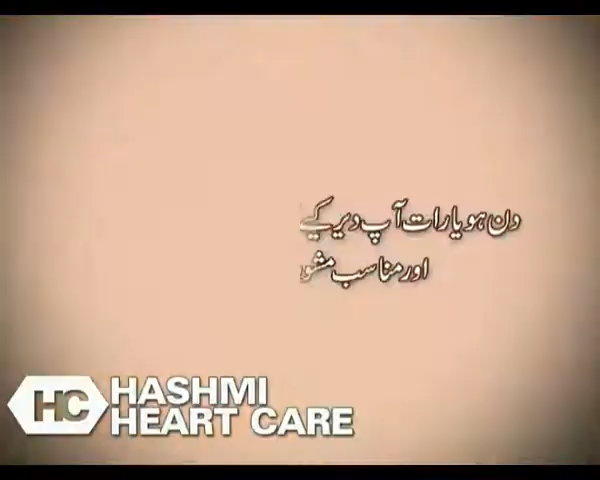 دن ہو یا رات آپ دیر کیے
اور مناسب
HC
HASHMI
HEART CARE